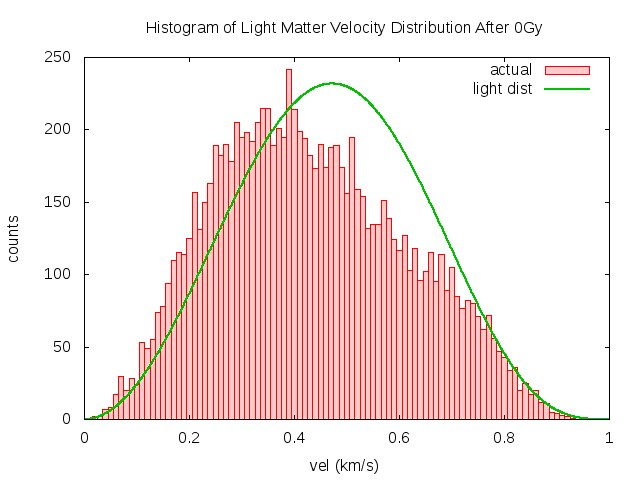 Histogram of Light Matter Velocity Distribution After 0Gy
250
200
150
100
50
0
counts
actual
light dist
0 0.2 0.4 0.6 0.8 1
vel (km/s)